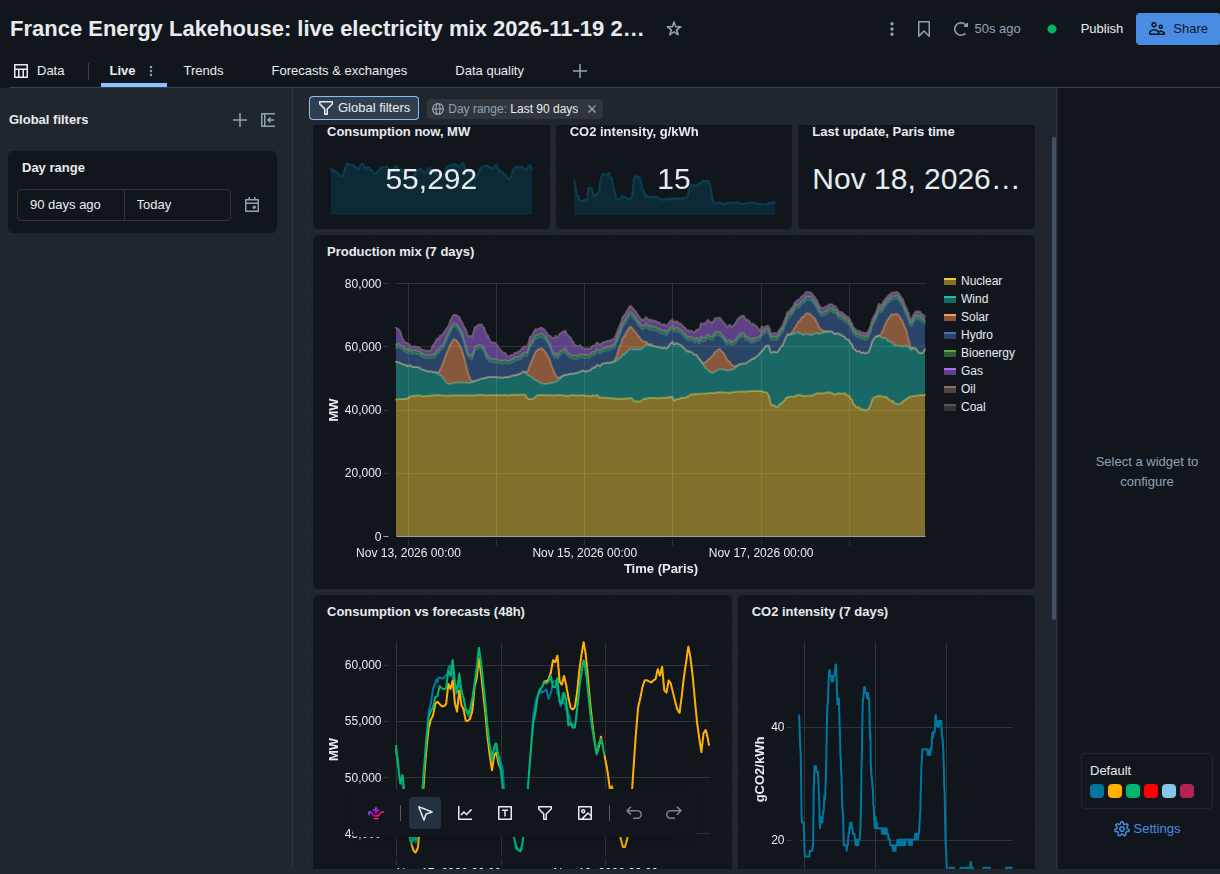 France Energy Lakehouse: live electricity mix 2026-11-19 2…
50s ago
Publish
Share
Data
Live
Trends
Forecasts & exchanges
Data quality
Global filters
Global filters
Day range: Last 90 days
Day range
90 days ago
Today
Consumption now, MW
CO2 intensity, g/kWh
Last update, Paris time
55,292
15
Nov 18, 2026…
Production mix (7 days)
80,000
60,000
40,000
20,000
0
MW
Nov 13, 2026 00:00
Nov 15, 2026 00:00
Nov 17, 2026 00:00
Time (Paris)
Nuclear
Wind
Solar
Hydro
Bioenergy
Gas
Oil
Coal
Select a widget to
configure
Consumption vs forecasts (48h)
60,000
55,000
50,000
MW
CO2 intensity (7 days)
40
20
gCO2/kWh
Default
Settings